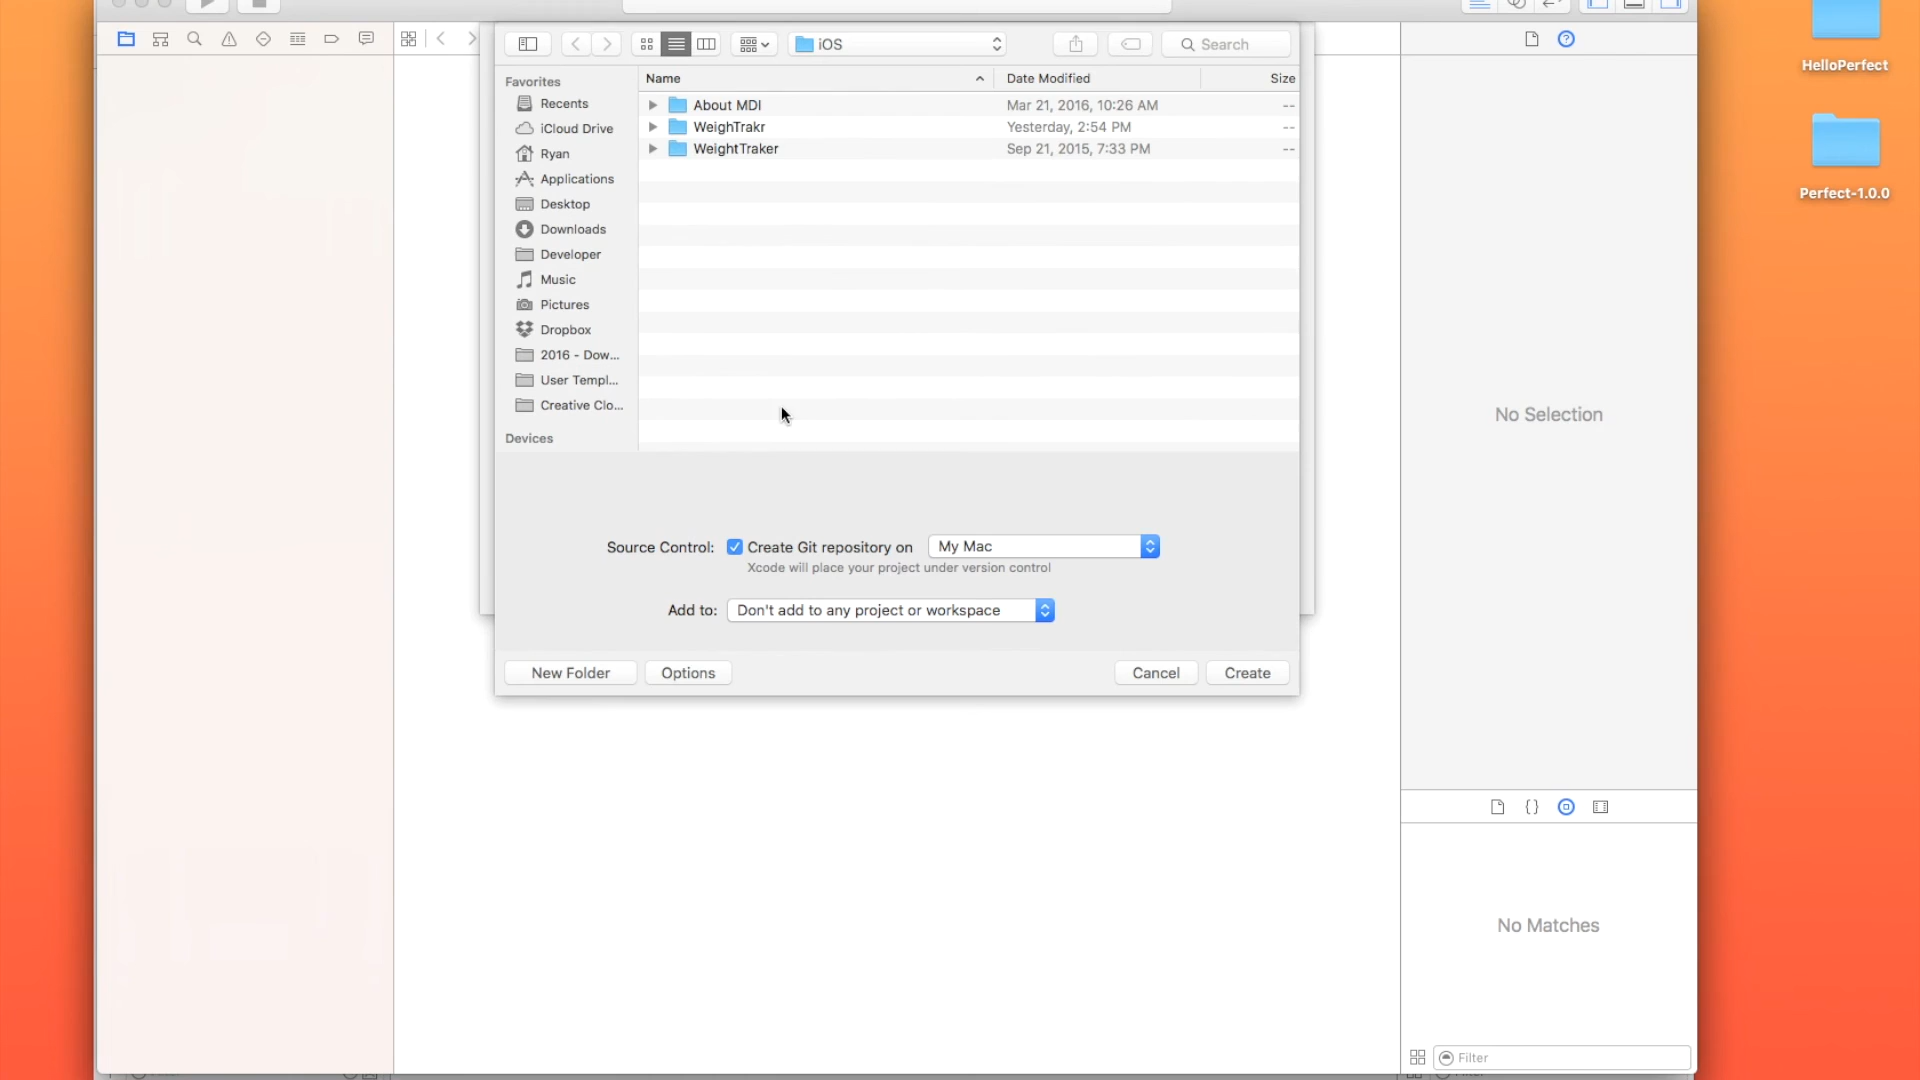 iOS
Search
Favorites
Recents
iCloud Drive
Ryan
Applications
Desktop
Downloads
Developer
Music
Pictures
Dropbox
2016 - Dow...
User Templ...
Creative Clo...
Devices
Name
Date Modified
Size
About MDI
Mar 21, 2016, 10:26 AM
--
WeighTrakr
Yesterday, 2:54 PM
--
WeightTraker
Sep 21, 2015, 7:33 PM
--
Source Control:
Create Git repository on
My Mac
Xcode will place your project under version control
Add to:
Don't add to any project or workspace
New Folder
Options
Cancel
Create
No Selection
No Matches
Filter
HelloPerfect
Perfect-1.0.0